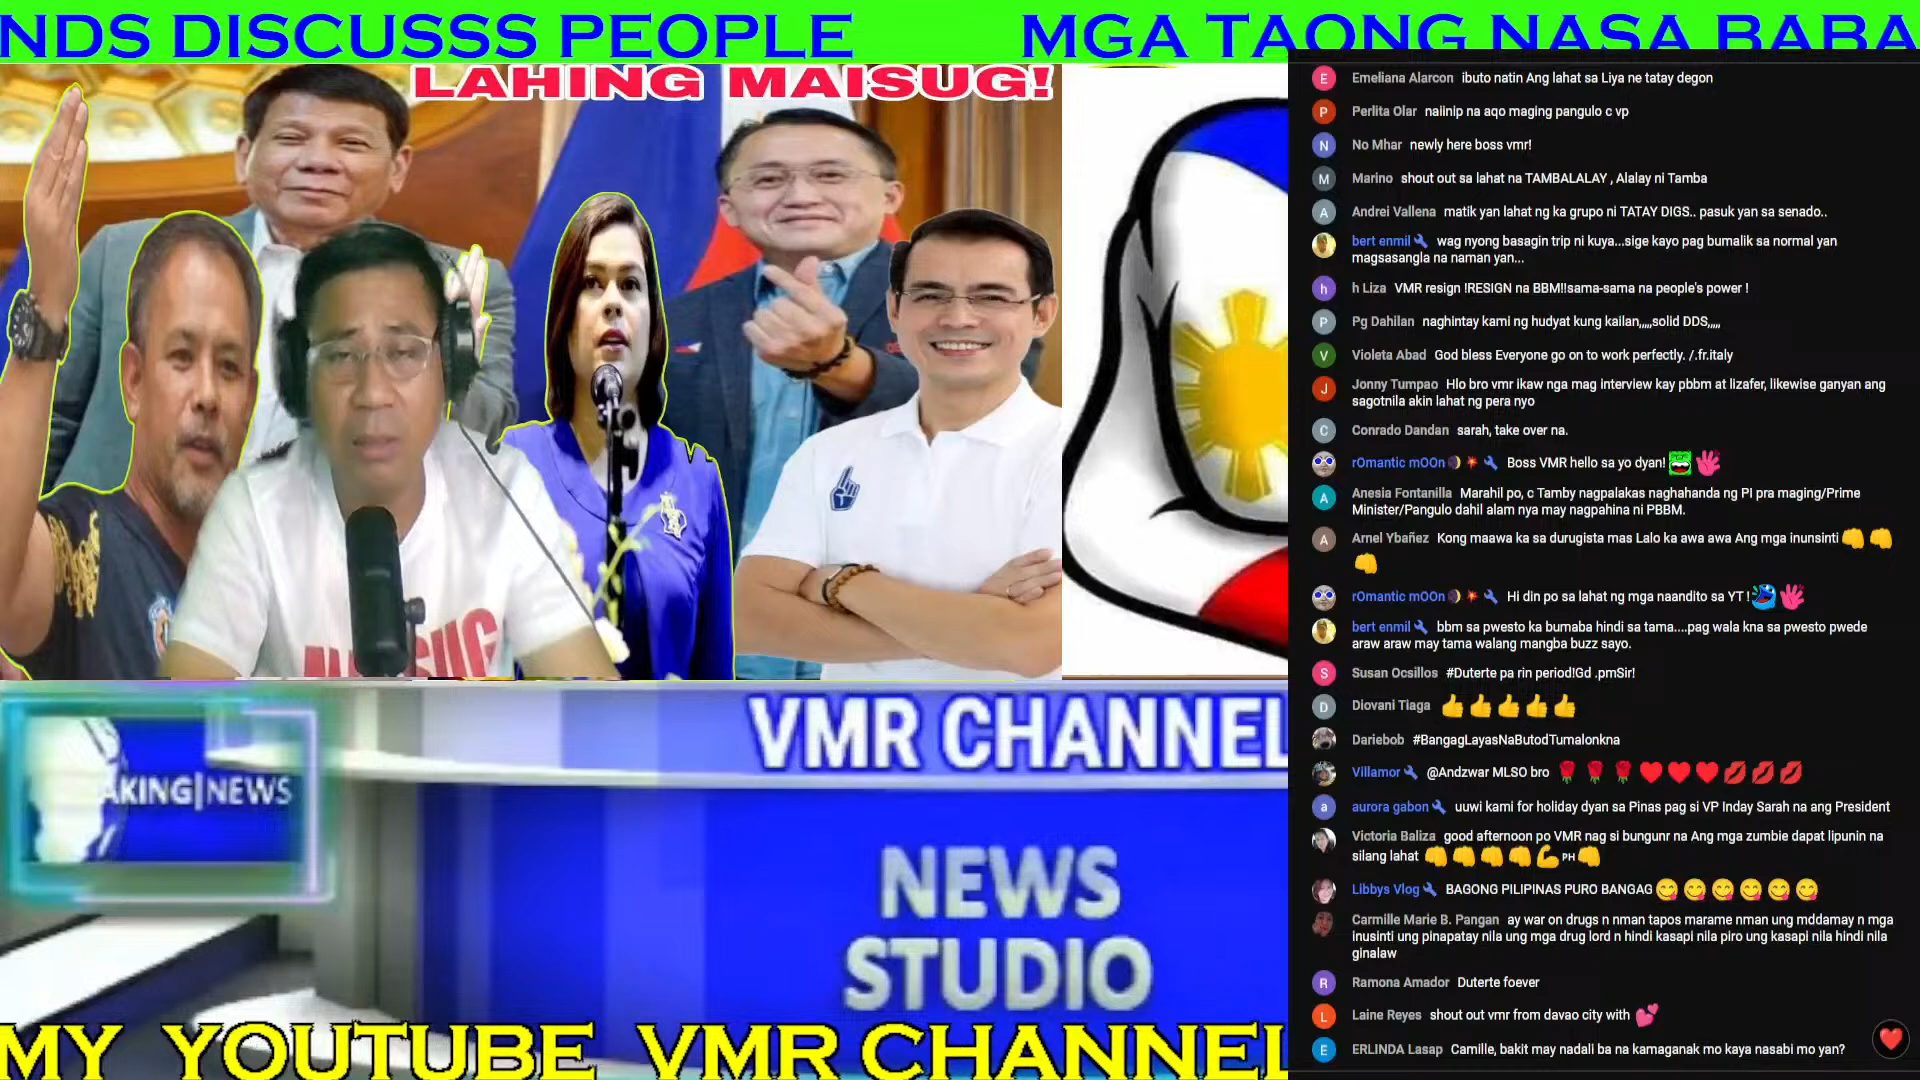 NDS DISCUSSS PEOPLE
MGA TAONG NASA BABA
LAHING MAISUG!
VMR CHANNEL
AKING|NEWS
NEWS
STUDIO
MY YOUTUBE VMR CHANNEL
Emeliana Alarcon ibuto natin Ang lahat sa Liya ne tatay degon
Perlita Olar naiinip na aqo maging pangulo c vp
No Mhar newly here boss vmr!
Marino shout out sa lahat na TAMBALALAY , Alalay ni Tamba
Andrei Vallena matik yan lahat ng ka grupo ni TATAY DIGS.. pasuk yan sa senado..
bert enmil 🔧 wag nyong basagin trip ni kuya...sige kayo pag bumalik sa normal yan
magsasangla na naman yan...
h Liza VMR resign !RESIGN na BBM!!sama-sama na people's power !
Pg Dahilan naghintay kami ng hudyat kung kailan,,,,,solid DDS,,,,,
Violeta Abad God bless Everyone go on to work perfectly. /.fr.italy
Jonny Tumpao Hlo bro vmr ikaw nga mag interview kay pbbm at lizafer, likewise ganyan ang
sagotnila akin lahat ng pera nyo
Conrado Dandan sarah, take over na.
rOmantic mOOn🌒 💥 🔧 Boss VMR hello sa yo dyan!
Anesia Fontanilla Marahil po, c Tamby nagpalakas naghahanda ng PI pra maging/Prime
Minister/Pangulo dahil alam nya may nagpahina ni PBBM.
Arnel Ybañez Kong maawa ka sa durugista mas Lalo ka awa awa Ang mga inunsinti 👊 👊
👊
rOmantic mOOn🌒 💥 🔧 Hi din po sa lahat ng mga naandito sa YT !
bert enmil 🔧 bbm sa pwesto ka bumaba hindi sa tama....pag wala kna sa pwesto pwede
araw araw may tama walang mangba buzz sayo.
Susan Ocsillos #Duterte pa rin period!Gd .pmSir!
Diovani Tiaga 👍 👍 👍 👍 👍
Dariebob #BangagLayasNaButodTumalonkna
Villamor 🔧 @Andzwar MLSO bro 🌹 🌹 🌹 ❤️ ❤️ ❤️ 💋 💋 💋
aurora gabon 🔧 uuwi kami for holiday dyan sa Pinas pag si VP Inday Sarah na ang President
Victoria Baliza good afternoon po VMR nag si bungunr na Ang mga zumbie dapat lipunin na
silang lahat 👊 👊 👊 👊 💪 PH 👊
Libbys Vlog 🔧 BAGONG PILIPINAS PURO BANGAG 😋 😋 😋 😋 😋 😋
Carmille Marie B. Pangan ay war on drugs n nman tapos marame nman ung mddamay n mga
inusinti ung pinapatay nila ung mga drug lord n hindi kasapi nila piro ung kasapi nila hindi nila
ginalaw
Ramona Amador Duterte foever
Laine Reyes shout out vmr from davao city with 💕
ERLINDA Lasap Camille, bakit may nadali ba na kamaganak mo kaya nasabi mo yan?